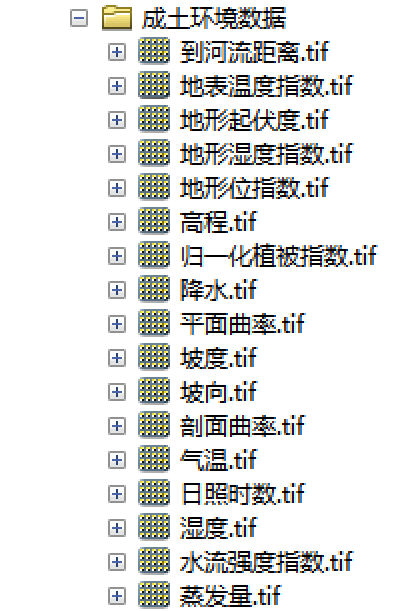 成土环境数据
到河流距离.tif
地表温度指数.tif
地形起伏度.tif
地形湿度指数.tif
地形位指数.tif
高程.tif
归一化植被指数.tif
降水.tif
平面曲率.tif
坡度.tif
坡向.tif
剖面曲率.tif
气温.tif
日照时数.tif
湿度.tif
水流强度指数.tif
蒸发量.tif